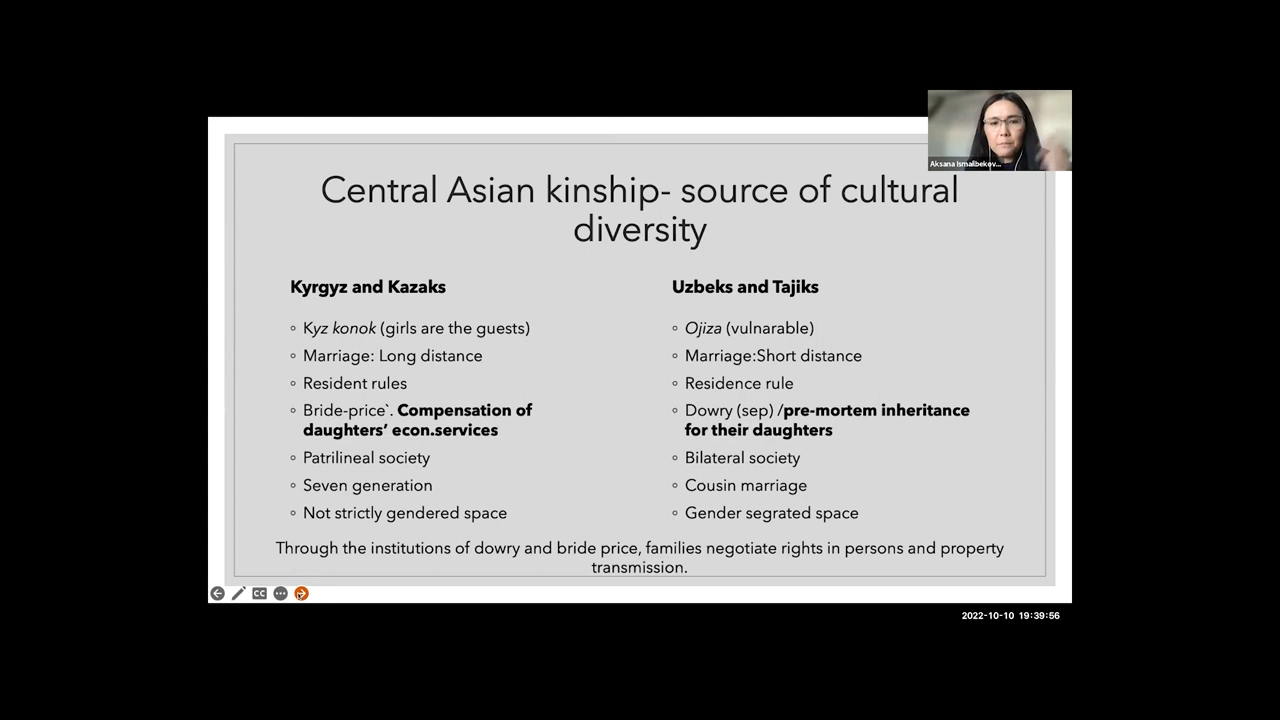 Aksana Ismailbekov...
Central Asian kinship- source of cultural
diversity
Kyrgyz and Kazaks
Kyz konok (girls are the guests)
Marriage: Long distance
Resident rules
Bride-price`. Compensation of
daughters’ econ.services
Patrilineal society
Seven generation
Not strictly gendered space
Uzbeks and Tajiks
Ojiza (vulnarable)
Marriage:Short distance
Residence rule
Dowry (sep) /pre-mortem inheritance
for their daughters
Bilateral society
Cousin marriage
Gender segrated space
Through the institutions of dowry and bride price, families negotiate rights in persons and property
transmission.
CC
2022-10-10 19:39:56